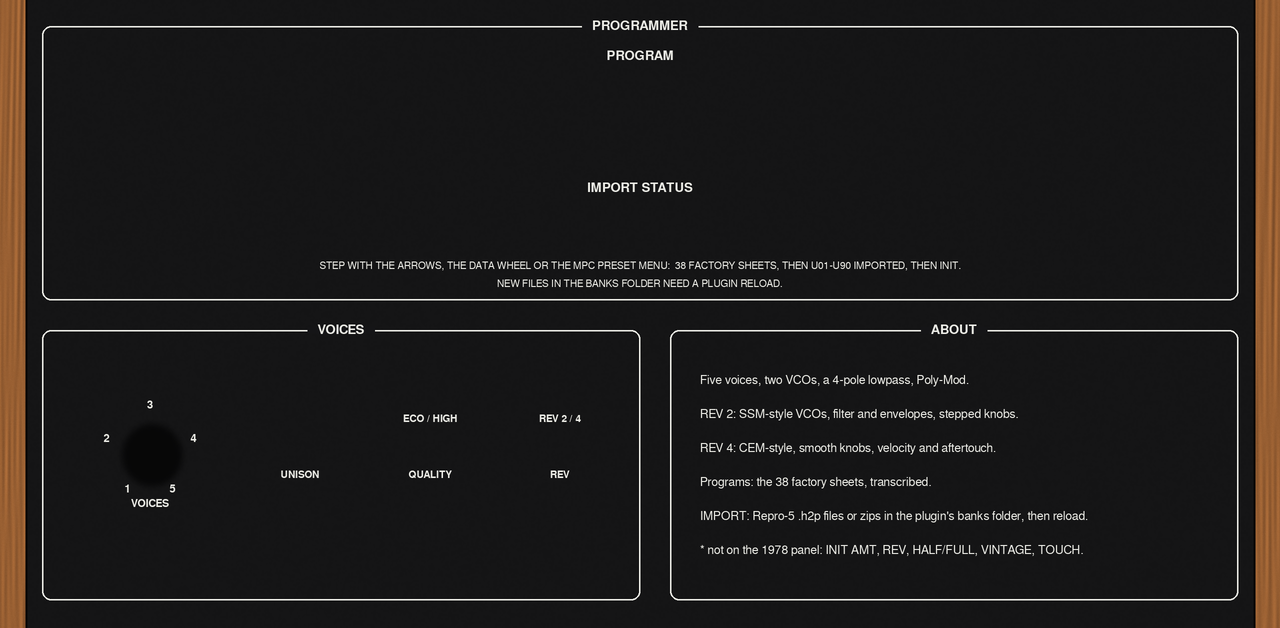 PROGRAMMER
PROGRAM
IMPORT STATUS
STEP WITH THE ARROWS, THE DATA WHEEL OR THE MPC PRESET MENU:  38 FACTORY SHEETS, THEN U01-U90 IMPORTED, THEN INIT.
NEW FILES IN THE BANKS FOLDER NEED A PLUGIN RELOAD.
VOICES
3
2
4
1
5
VOICES
UNISON
ECO / HIGH
QUALITY
REV 2 / 4
REV
ABOUT
Five voices, two VCOs, a 4-pole lowpass, Poly-Mod.
REV 2: SSM-style VCOs, filter and envelopes, stepped knobs.
REV 4: CEM-style, smooth knobs, velocity and aftertouch.
Programs: the 38 factory sheets, transcribed.
IMPORT: Repro-5 .h2p files or zips in the plugin's banks folder, then reload.
* not on the 1978 panel: INIT AMT, REV, HALF/FULL, VINTAGE, TOUCH.